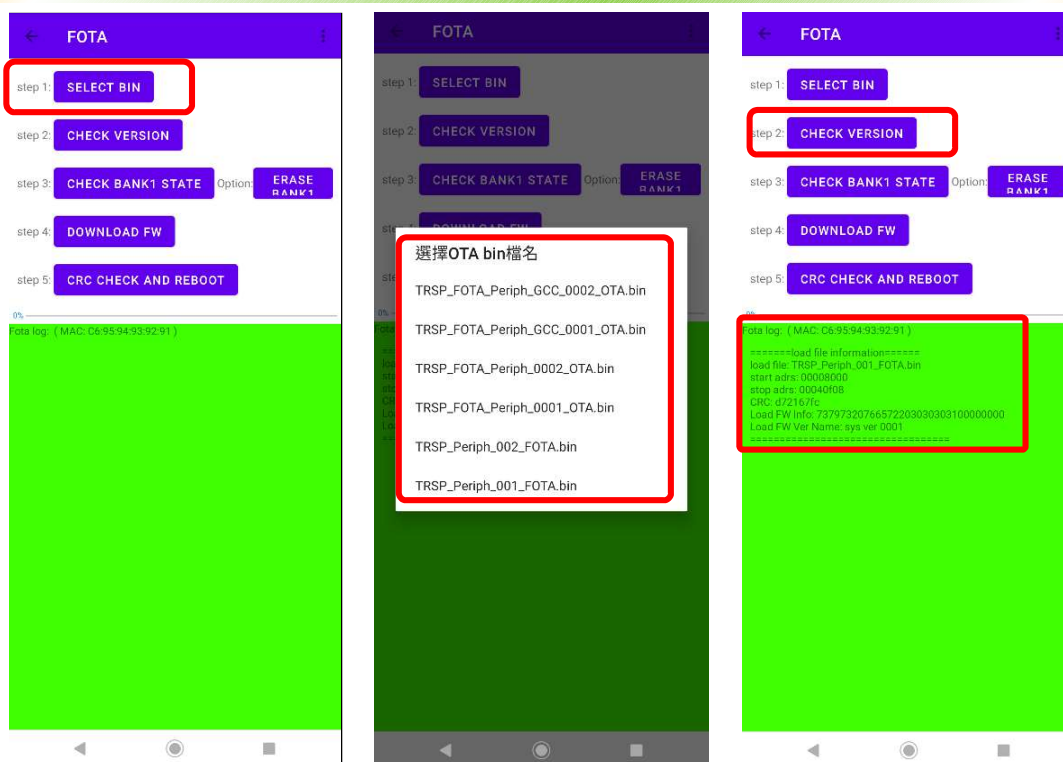 FOTA
step 1: SELECT BIN
step 2: CHECK VERSION
step 3: CHECK BANK1 STATE Option: ERASE BANK1
step 4: DOWNLOAD FW
step 5: CRC CHECK AND REBOOT
0%
Fota log: ( MAC: C6:95:94:93:92:91 )
FOTA
step 1: SELECT BIN
step 2: CHECK VERSION
step 3: CHECK BANK1 STATE Option: ERASE BANK1
選擇OTA bin檔名
TRSP_FOTA_Periph_GCC_0002_OTA.bin
TRSP_FOTA_Periph_GCC_0001_OTA.bin
TRSP_FOTA_Periph_0002_OTA.bin
TRSP_FOTA_Periph_0001_OTA.bin
TRSP_Periph_002_FOTA.bin
TRSP_Periph_001_FOTA.bin
0%
FOTA
step 1: SELECT BIN
step 2: CHECK VERSION
step 3: CHECK BANK1 STATE Option: ERASE BANK1
step 4: DOWNLOAD FW
step 5: CRC CHECK AND REBOOT
Fota log: ( MAC: C6:95:94:93:92:91 )
=======load file information======
load file: TRSP_Periph_001_FOTA.bin
start adrs: 00008000
stop adrs: 00040f08
CRC: d72167fc
Load FW info: 73797320766572203030303100000000
Load FW Ver Name: sys ver 0001
==================================